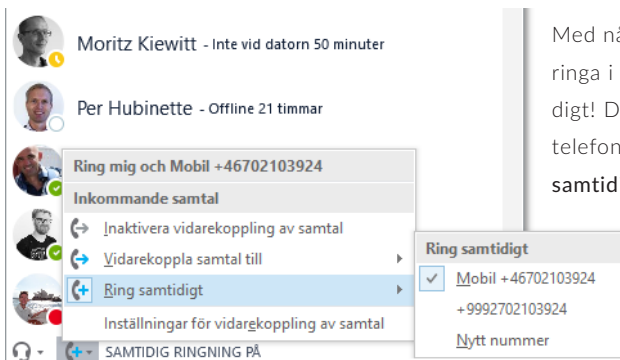 Moritz Kiewitt - Inte vid datorn 50 minuter
Per Hubinette - Offline 21 timmar
Ring mig och Mobil +46702103924
Inkommande samtal
Inaktivera vidarekoppling av samtal
Vidarekoppla samtal till
Ring samtidigt
Inställningar för vidarekoppling av samtal
SAMTIDIG RINGNING PÅ
Ring samtidigt
Mobil +46702103924
+9992702103924
Nytt nummer
Med nå
ringa i
digt! D
telefon
samtid